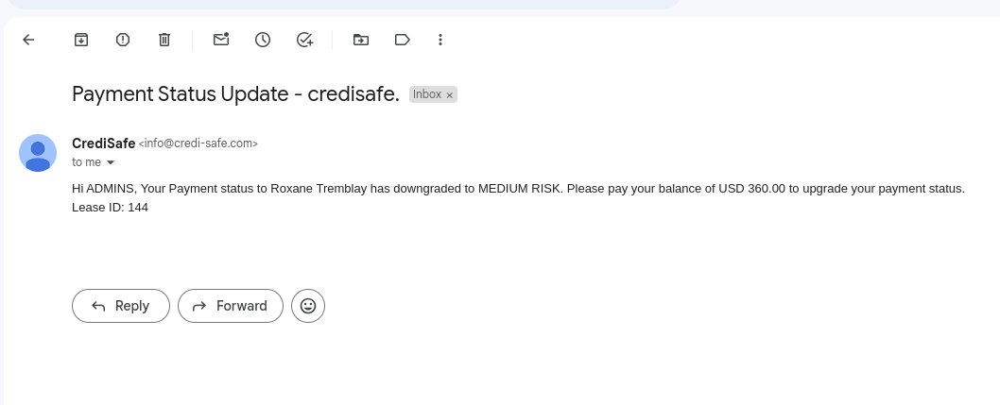 Payment Status Update - credisafe. Inbox ×
CrediSafe <info@credi-safe.com>
to me
Hi ADMINS, Your Payment status to Roxane Tremblay has downgraded to MEDIUM RISK. Please pay your balance of USD 360.00 to upgrade your payment status.
Lease ID: 144
Reply Forward